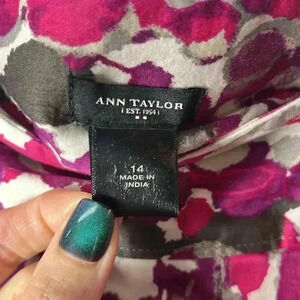 ANN TAYLOR
EST. 1954
14
MADE IN
INDIA